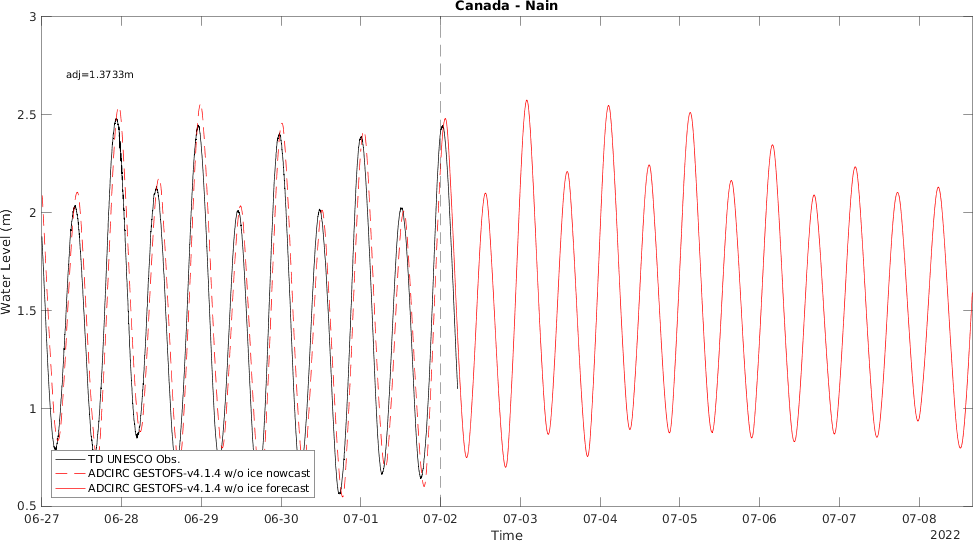 Canada - Nain
3
adj=1.3733m
2.5
2
Water Level (m)
1.5
1
TD UNESCO Obs.
ADCIRC GESTOFS-v4.1.4 w/o ice nowcast
ADCIRC GESTOFS-v4.1.4 w/o ice forecast
0.5
06-27 06-28 06-29 06-30 07-01 07-02 07-03 07-04 07-05 07-06 07-07 07-08
Time
2022